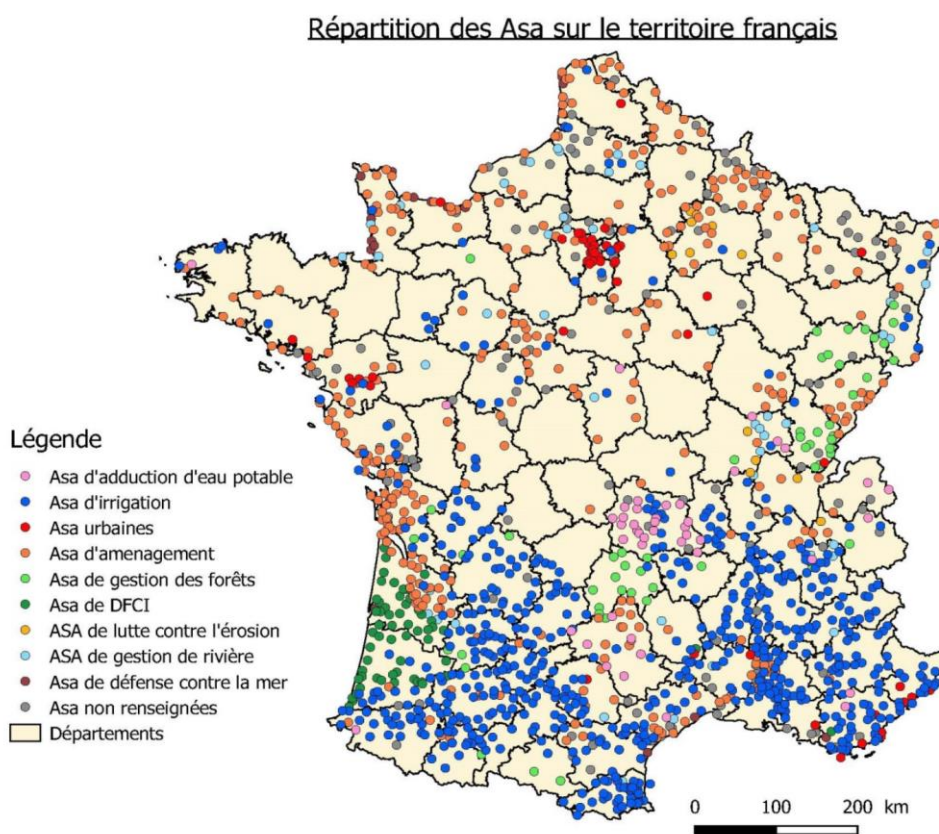 Répartition des Asa sur le territoire français
Légende
Asa d'adduction d'eau potable
Asa d'irrigation
Asa urbaines
Asa d'amenagement
Asa de gestion des forêts
Asa de DFCI
ASA de lutte contre l'érosion
ASA de gestion de rivière
Asa de défense contre la mer
Asa non renseignées
Départements
0 100 200 km